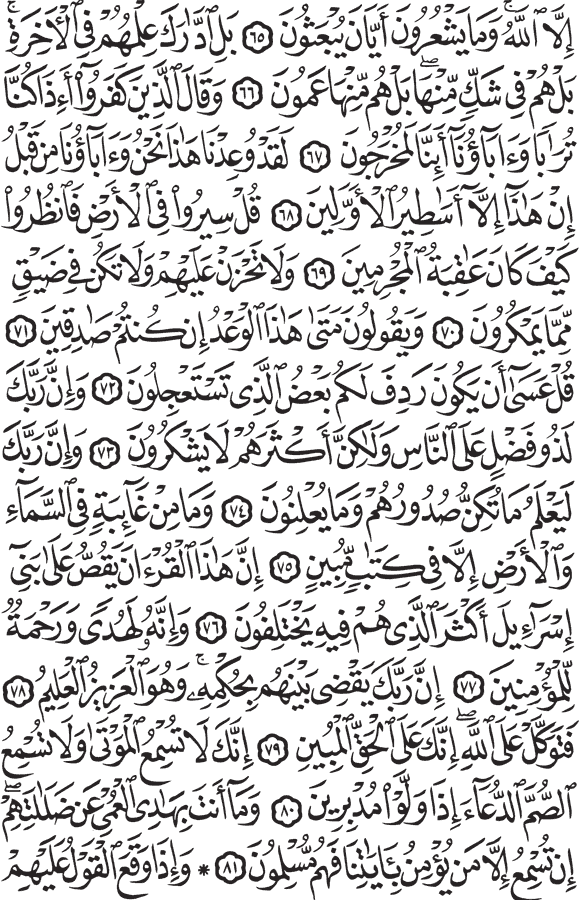 إِلَّا ٱللَّهُۚ وَمَا يَشۡعُرُونَ أَيَّانَ يُبۡعَثُونَ ٦٥ بَلِ ٱدَّٰرَكَ عِلۡمُهُمۡ فِي ٱلۡأٓخِرَةِۚ
بَلۡ هُمۡ فِي شَكّٖ مِّنۡهَاۖ بَلۡ هُم مِّنۡهَا عَمُونَ ٦٦ وَقَالَ ٱلَّذِينَ كَفَرُوٓاْ أَءِذَا كُنَّا
تُرَٰبٗا وَءَابَآؤُنَآ أَئِنَّا لَمُخۡرَجُونَ ٦٧ لَقَدۡ وُعِدۡنَا هَٰذَا نَحۡنُ وَءَابَآؤُنَا مِن قَبۡلُ
إِنۡ هَٰذَآ إِلَّآ أَسَٰطِيرُ ٱلۡأَوَّلِينَ ٦٨ قُلۡ سِيرُواْ فِي ٱلۡأَرۡضِ فَٱنظُرُواْ
كَيۡفَ كَانَ عَٰقِبَةُ ٱلۡمُجۡرِمِينَ ٦٩ وَلَا تَحۡزَنۡ عَلَيۡهِمۡ وَلَا تَكُن فِي ضَيۡقٖ
مِّمَّا يَمۡكُرُونَ ٧٠ وَيَقُولُونَ مَتَىٰ هَٰذَا ٱلۡوَعۡدُ إِن كُنتُمۡ صَٰدِقِينَ ٧١
قُلۡ عَسَىٰٓ أَن يَكُونَ رَدِفَ لَكُم بَعۡضُ ٱلَّذِي تَسۡتَعۡجِلُونَ ٧٢ وَإِنَّ رَبَّكَ
لَذُو فَضۡلٍ عَلَى ٱلنَّاسِ وَلَٰكِنَّ أَكۡثَرَهُمۡ لَا يَشۡكُرُونَ ٧٣ وَإِنَّ رَبَّكَ
لَيَعۡلَمُ مَا تُكِنُّ صُدُورُهُمۡ وَمَا يُعۡلِنُونَ ٧٤ وَمَا مِنۡ غَآئِبَةٖ فِي ٱلسَّمَآءِ
وَٱلۡأَرۡضِ إِلَّا فِي كِتَٰبٖ مُّبِينٍ ٧٥ إِنَّ هَٰذَا ٱلۡقُرۡءَانَ يَقُصُّ عَلَىٰ بَنِيٓ
إِسۡرَٰٓءِيلَ أَكۡثَرَ ٱلَّذِي هُمۡ فِيهِ يَخۡتَلِفُونَ ٧٦ وَإِنَّهُۥ لَهُدٗى وَرَحۡمَةٞ
لِّلۡمُؤۡمِنِينَ ٧٧ إِنَّ رَبَّكَ يَقۡضِي بَيۡنَهُم بِحُكۡمِهِۦۚ وَهُوَ ٱلۡعَزِيزُ ٱلۡعَلِيمُ ٧٨
فَتَوَكَّلۡ عَلَى ٱللَّهِۖ إِنَّكَ عَلَى ٱلۡحَقِّ ٱلۡمُبِينِ ٧٩ إِنَّكَ لَا تُسۡمِعُ ٱلۡمَوۡتَىٰ وَلَا تُسۡمِعُ
ٱلصُّمَّ ٱلدُّعَآءَ إِذَا وَلَّوۡاْ مُدۡبِرِينَ ٨٠ وَمَآ أَنتَ بِهَٰدِي ٱلۡعُمۡيِ عَن ضَلَٰلَتِهِمۡۖ
إِن تُسۡمِعُ إِلَّا مَن يُؤۡمِنُ بِـَٔايَٰتِنَا فَهُم مُّسۡلِمُونَ ٨١ * وَإِذَا وَقَعَ ٱلۡقَوۡلُ عَلَيۡهِمۡ